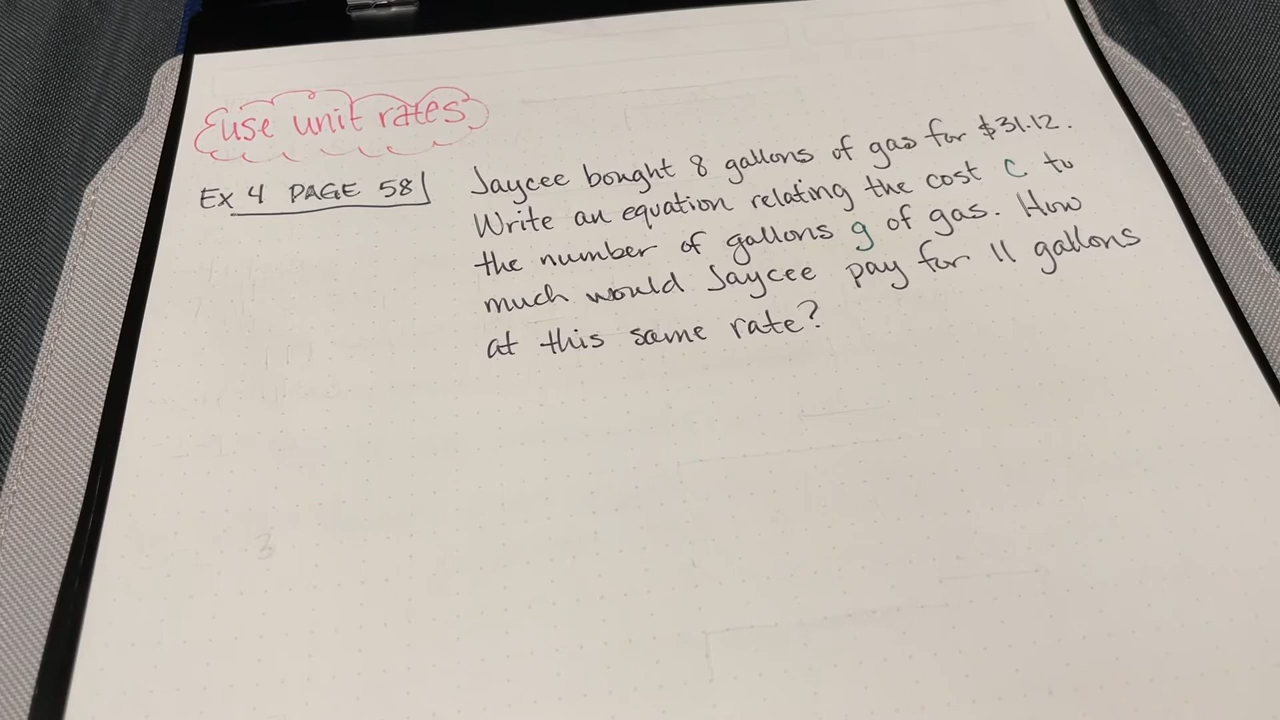 use unit rates
Ex 4 PAGE 58
Jaycee bought 8 gallons of gas for $31.12.
Write an equation relating the cost C to
the number of gallons g of gas. How
much would Jaycee pay for 11 gallons
at this same rate?
3